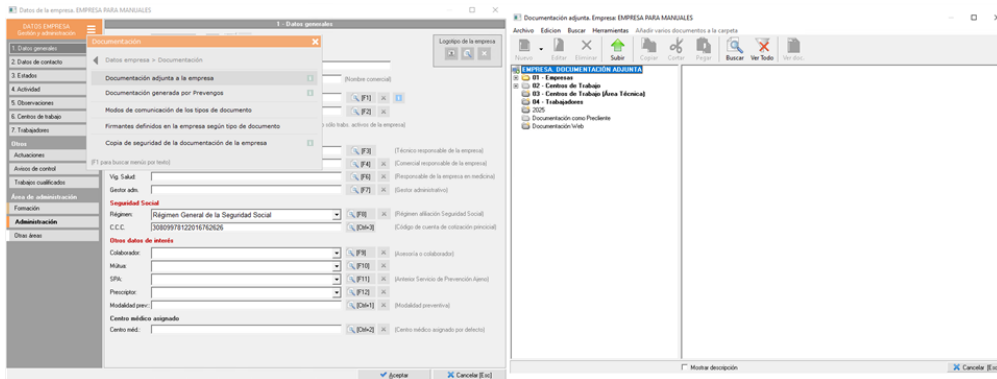 Datos de la empresa. EMPRESA PARA MANUALES
DATOS EMPRESA
Gestión y administración
1. Datos generales
2. Datos de contacto
3. Estados
4. Actividad
5. Observaciones
6. Centros de trabajo
7. Trabajadores
Otros
Actuaciones
Avisos de control
Trabajos cualificados
Área de administración
Formación
Administración
Otras áreas
1 - Datos generales
Logotipo de la empresa
Documentación
Datos empresa > Documentación
Documentación adjunta a la empresa
Documentación generada por Prevengos
Modos de comunicación de los tipos de documento
Firmantes definidos en la empresa según tipo de documento
Copia de seguridad de la documentación de la empresa
(F1 para buscar menús por texto)
(Nombre comercial)
[F1]
[F2]
sólo trabs. activos de la empresa)
[F3] (Técnico responsable de la empresa)
[F4] (Comercial responsable de la empresa)
Vig. Salud: [F6] (Responsable de la empresa en medicina)
Gestor adm. [F7] (Gestor administrativo)
Seguridad Social
Régimen: Régimen General de la Seguridad Social [F8] (Régimen afiliación Seguridad Social)
C.C.C. 30809978122016762626 [Ctrl+3] (Código de cuenta de cotización principal)
Otros datos de interés
Colaborador: [F9] (Asesoría o colaborador)
Mútua: [F10]
SPA: [F11] (Anterior Servicio de Prevención Ajeno)
Prescriptor: [F12]
Modalidad prev.: [Ctrl+1] (Modalidad preventiva)
Centro médico asignado
Centro méd.: [Ctrl+2] (Centro médico asignado por defecto)
Aceptar
Cancelar [Esc]
Documentación adjunta. Empresa: EMPRESA PARA MANUALES
Archivo Edicion Buscar Herramientas Añadir varios documentos a la carpeta
Nuevo Editar Eliminar Subir Copiar Cortar Pegar Buscar Ver Todo Ver doc.
EMPRESA. DOCUMENTACIÓN ADJUNTA
01 - Empresas
02 - Centros de Trabajo
03 - Centros de Trabajo (Área Técnica)
04 - Trabajadores
2025
Documentación como Precliente
Documentación Web
Mostrar descripción
Cancelar [Esc